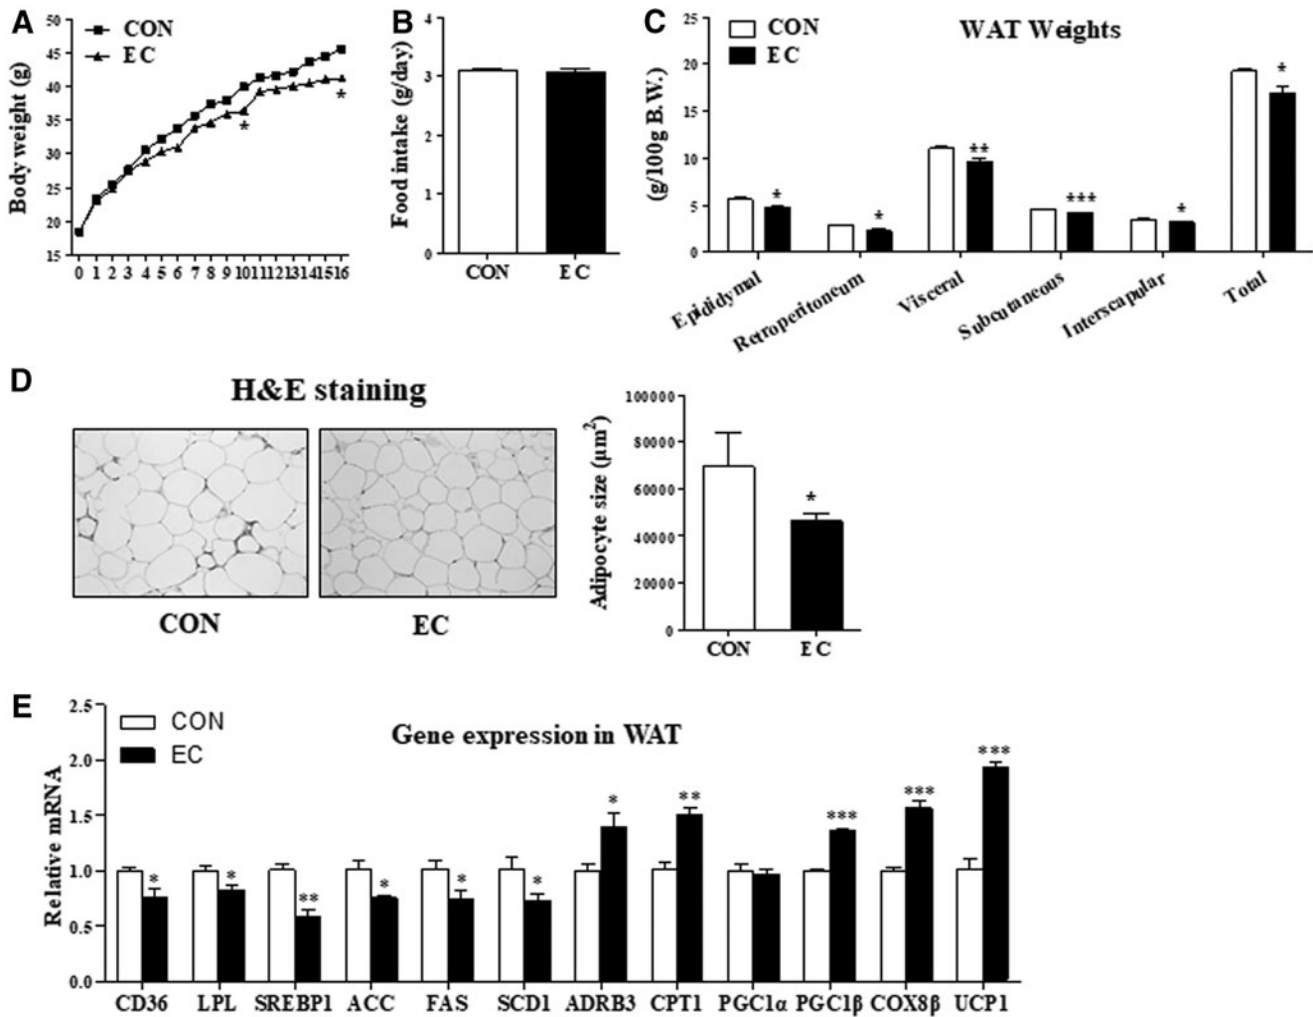 A
CON
EC
Body weight (g)
50
45
40
35
30
25
20
15
0 1 2 3 4 5 6 7 8 9 10 11 12 13 14 15 16
*
*
B
Food intake (g/day)
4
3
2
1
0
CON EC
C
WAT Weights
CON
EC
(g/100g B.W.)
25
20
15
10
5
0
* * ** *** * *
Epididymal Retroperitoneum Visceral Subcutaneous Interscapular Total
D
H&E staining
CON EC
Adipocyte size (µm²)
100000
80000
60000
40000
20000
0
*
CON EC
E
Gene expression in WAT
CON
EC
Relative mRNA
2.5
2.0
1.5
1.0
0.5
0.0
* * ** * * * * ** *** *** ***
CD36 LPL SREBP1 ACC FAS SCD1 ADRB3 CPT1 PGC1α PGC1β COX8β UCP1